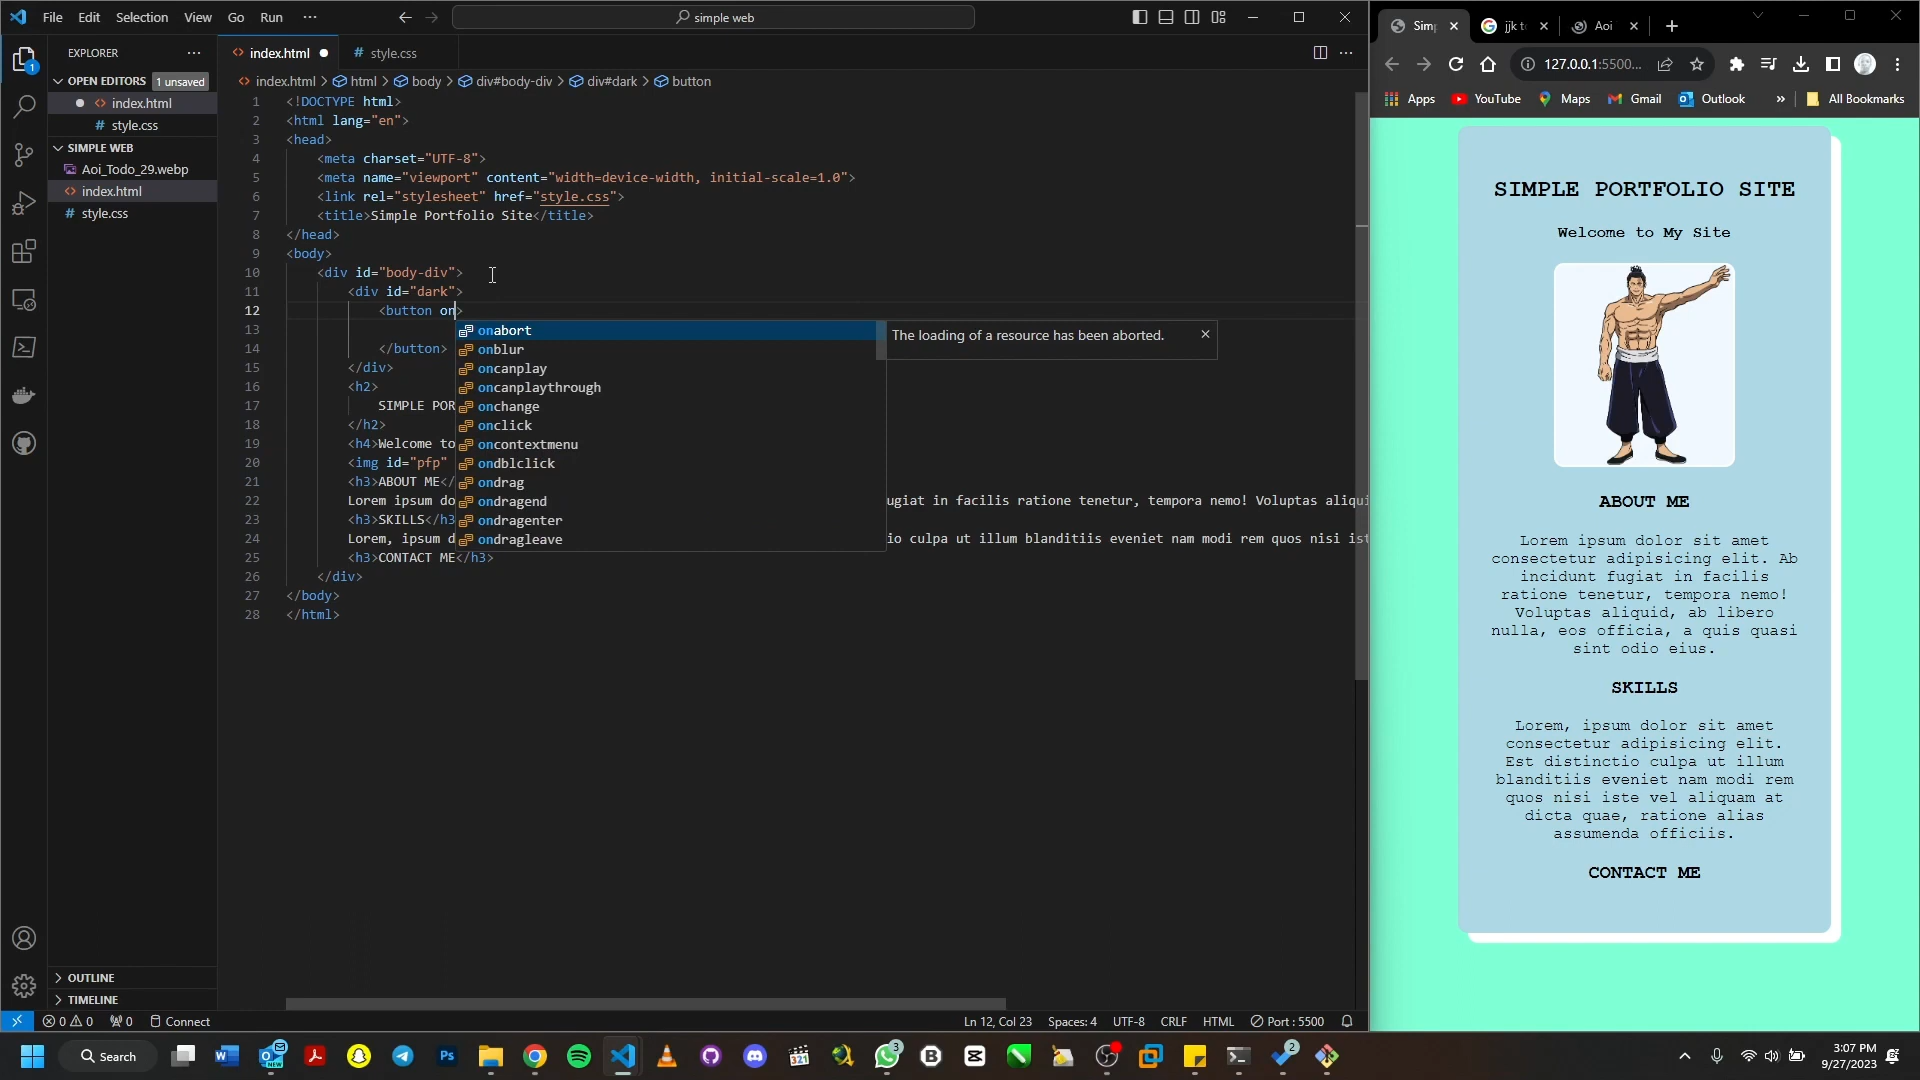 File Edit Selection View Go Run ···
simple web
EXPLORER
OPEN EDITORS 1 unsaved
index.html
style.css
SIMPLE WEB
Aoi_Todo_29.webp
index.html
style.css
OUTLINE
TIMELINE
index.html
style.css
index.html > html > body > div#body-div > div#dark > button
1 <!DOCTYPE html>
2 <html lang="en">
3 <head>
4 <meta charset="UTF-8">
5 <meta name="viewport" content="width=device-width, initial-scale=1.0">
6 <link rel="stylesheet" href="style.css">
7 <title>Simple Portfolio Site</title>
8 </head>
9 <body>
10 <div id="body-div">
11 <div id="dark">
12 <button on>
13
14 </button>
15 </div>
16 <h2>
17 SIMPLE POR
18 </h2>
19 <h4>Welcome to
20 <img id="pfp"
21 <h3>ABOUT ME</
22 Lorem ipsum do ugiat in facilis ratione tenetur, tempora nemo! Voluptas aliqui
23 <h3>SKILLS</h3
24 Lorem, ipsum d io culpa ut illum blanditiis eveniet nam modi rem quos nisi ist
25 <h3>CONTACT ME</h3>
26 </div>
27 </body>
28 </html>
onabort
onblur
oncanplay
oncanplaythrough
onchange
onclick
oncontextmenu
ondblclick
ondrag
ondragend
ondragenter
ondragleave
The loading of a resource has been aborted.
0 0 0 Connect
Ln 12, Col 23 Spaces: 4 UTF-8 CRLF HTML Port : 5500
Simp jjk t Aoi
127.0.0.1:5500...
Apps YouTube Maps Gmail Outlook » All Bookmarks
SIMPLE PORTFOLIO SITE
Welcome to My Site
ABOUT ME
Lorem ipsum dolor sit amet
consectetur adipisicing elit. Ab
incidunt fugiat in facilis
ratione tenetur, tempora nemo!
Voluptas aliquid, ab libero
nulla, eos officia, a quis quasi
sint odio eius.
SKILLS
Lorem, ipsum dolor sit amet
consectetur adipisicing elit.
Est distinctio culpa ut illum
blanditiis eveniet nam modi rem
quos nisi iste vel aliquam at
dicta quae, ratione alias
assumenda officiis.
CONTACT ME
Search
3:07 PM
9/27/2023